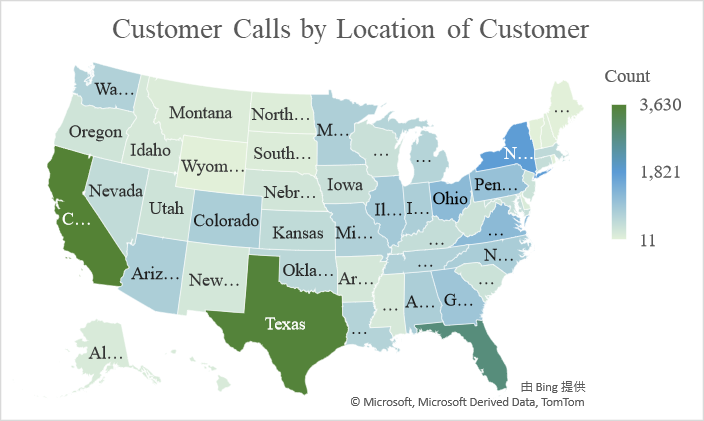 Customer Calls by Location of Customer
Count
3,630
1,821
11
Wa…
Montana
North…
M…
Oregon
Idaho
South…
…
…
N…
Wyom…
Nebr…
Iowa
Pen…
Nevada
Utah
Colorado
Il…
I…
Ohio
C…
Kansas
Mi…
…
…
Ariz…
New…
Okla…
Ar…
…
N…
Texas
…
…
A…
G…
…
Al…
由 Bing 提供
© Microsoft, Microsoft Derived Data, TomTom